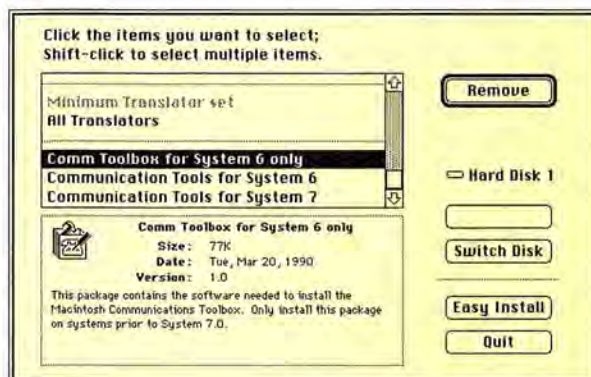 Click the items you want to select;
Shift-click to select multiple items.
Minimum Translator set
All Translators
Comm Toolbox for System 6 only
Communication Tools for System 6
Communication Tools for System 7
Comm Toolbox for System 6 only
Size: 77K
Date: Tue, Mar 20, 1990
Version: 1.0
This package contains the software needed to install the
Macintosh Communications Toolbox. Only install this package
on systems prior to System 7.0.
Remove
Hard Disk 1
Switch Disk
Easy Install
Quit